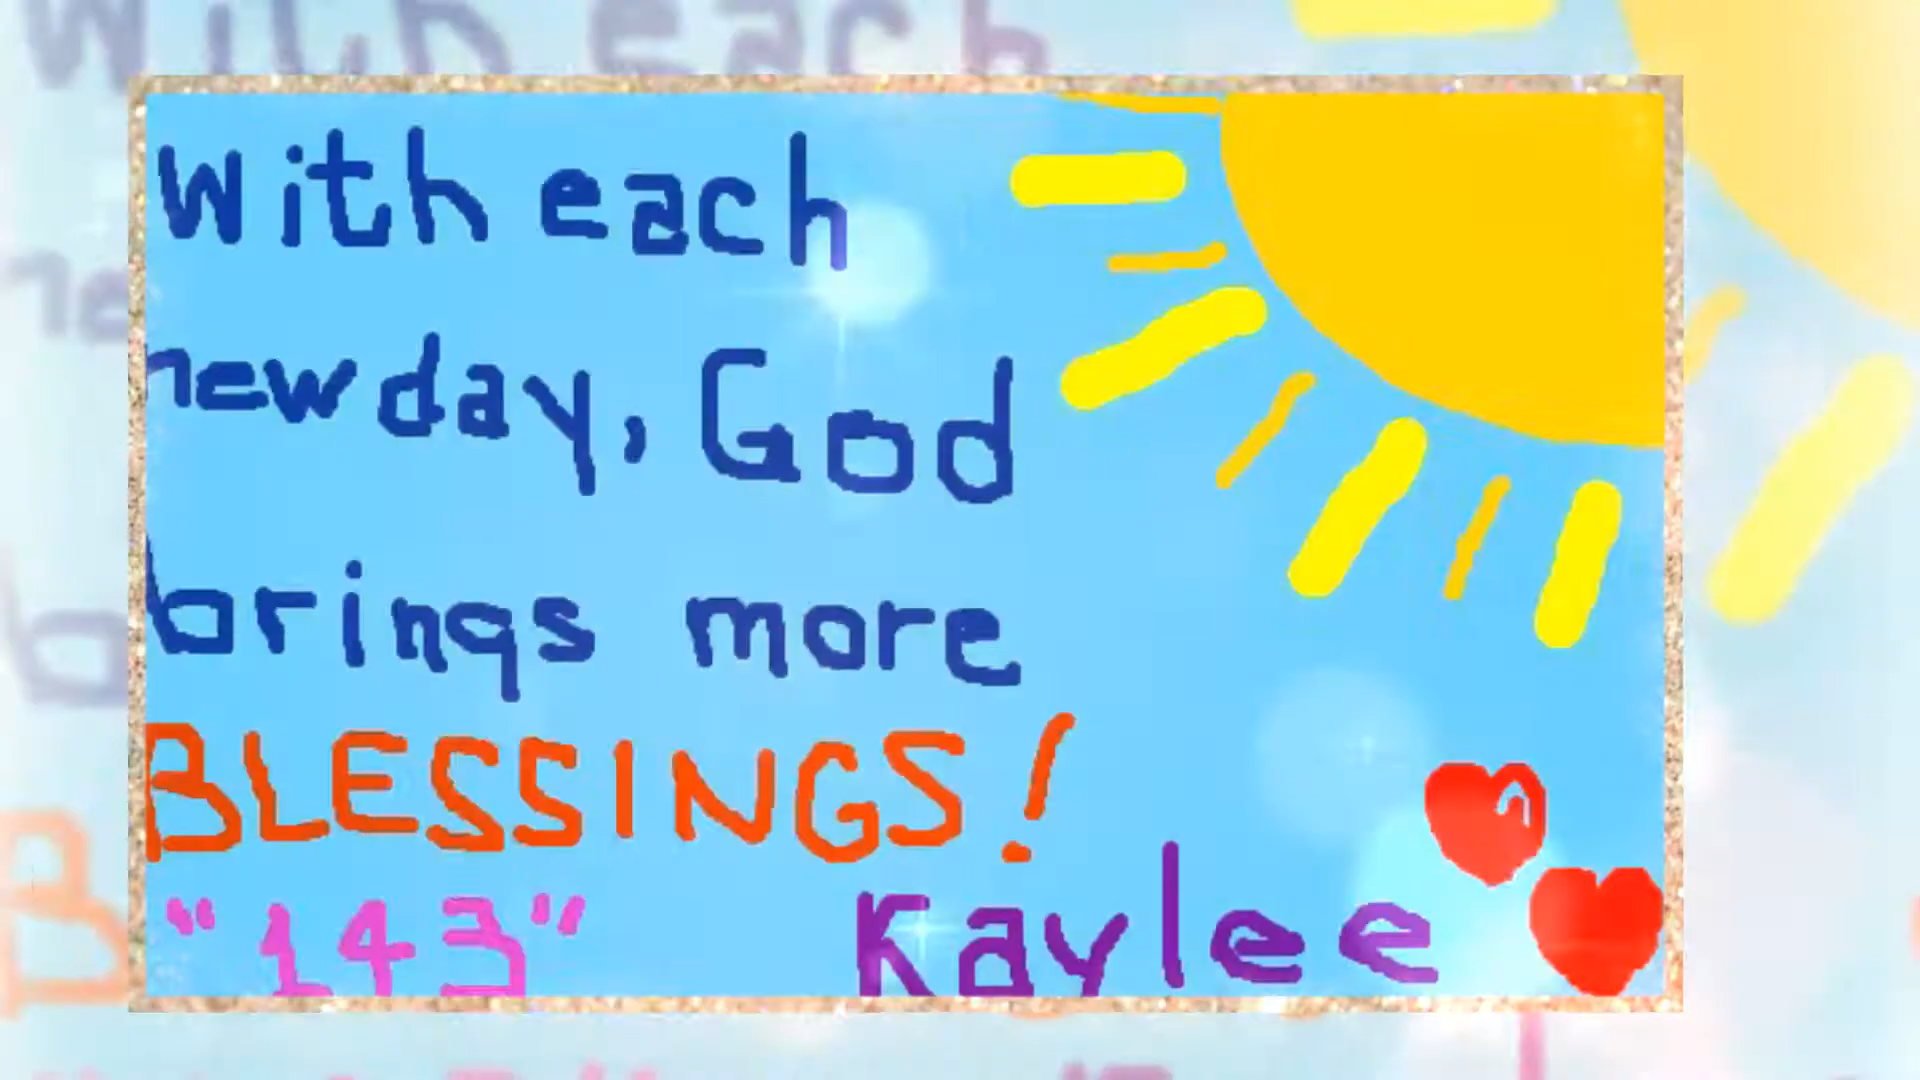 With each
new day, God
brings more
BLESSINGS!
"143" Kaylee